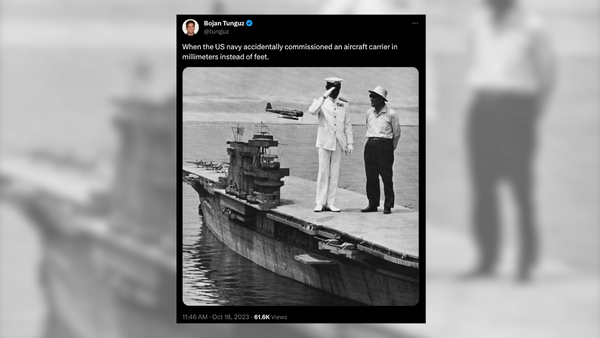 Bojan Tunguz
@tunguz
When the US navy accidentally commissioned an aircraft carrier in
millimeters instead of feet.
11:46 AM · Oct 18, 2023 · 61.6K Views